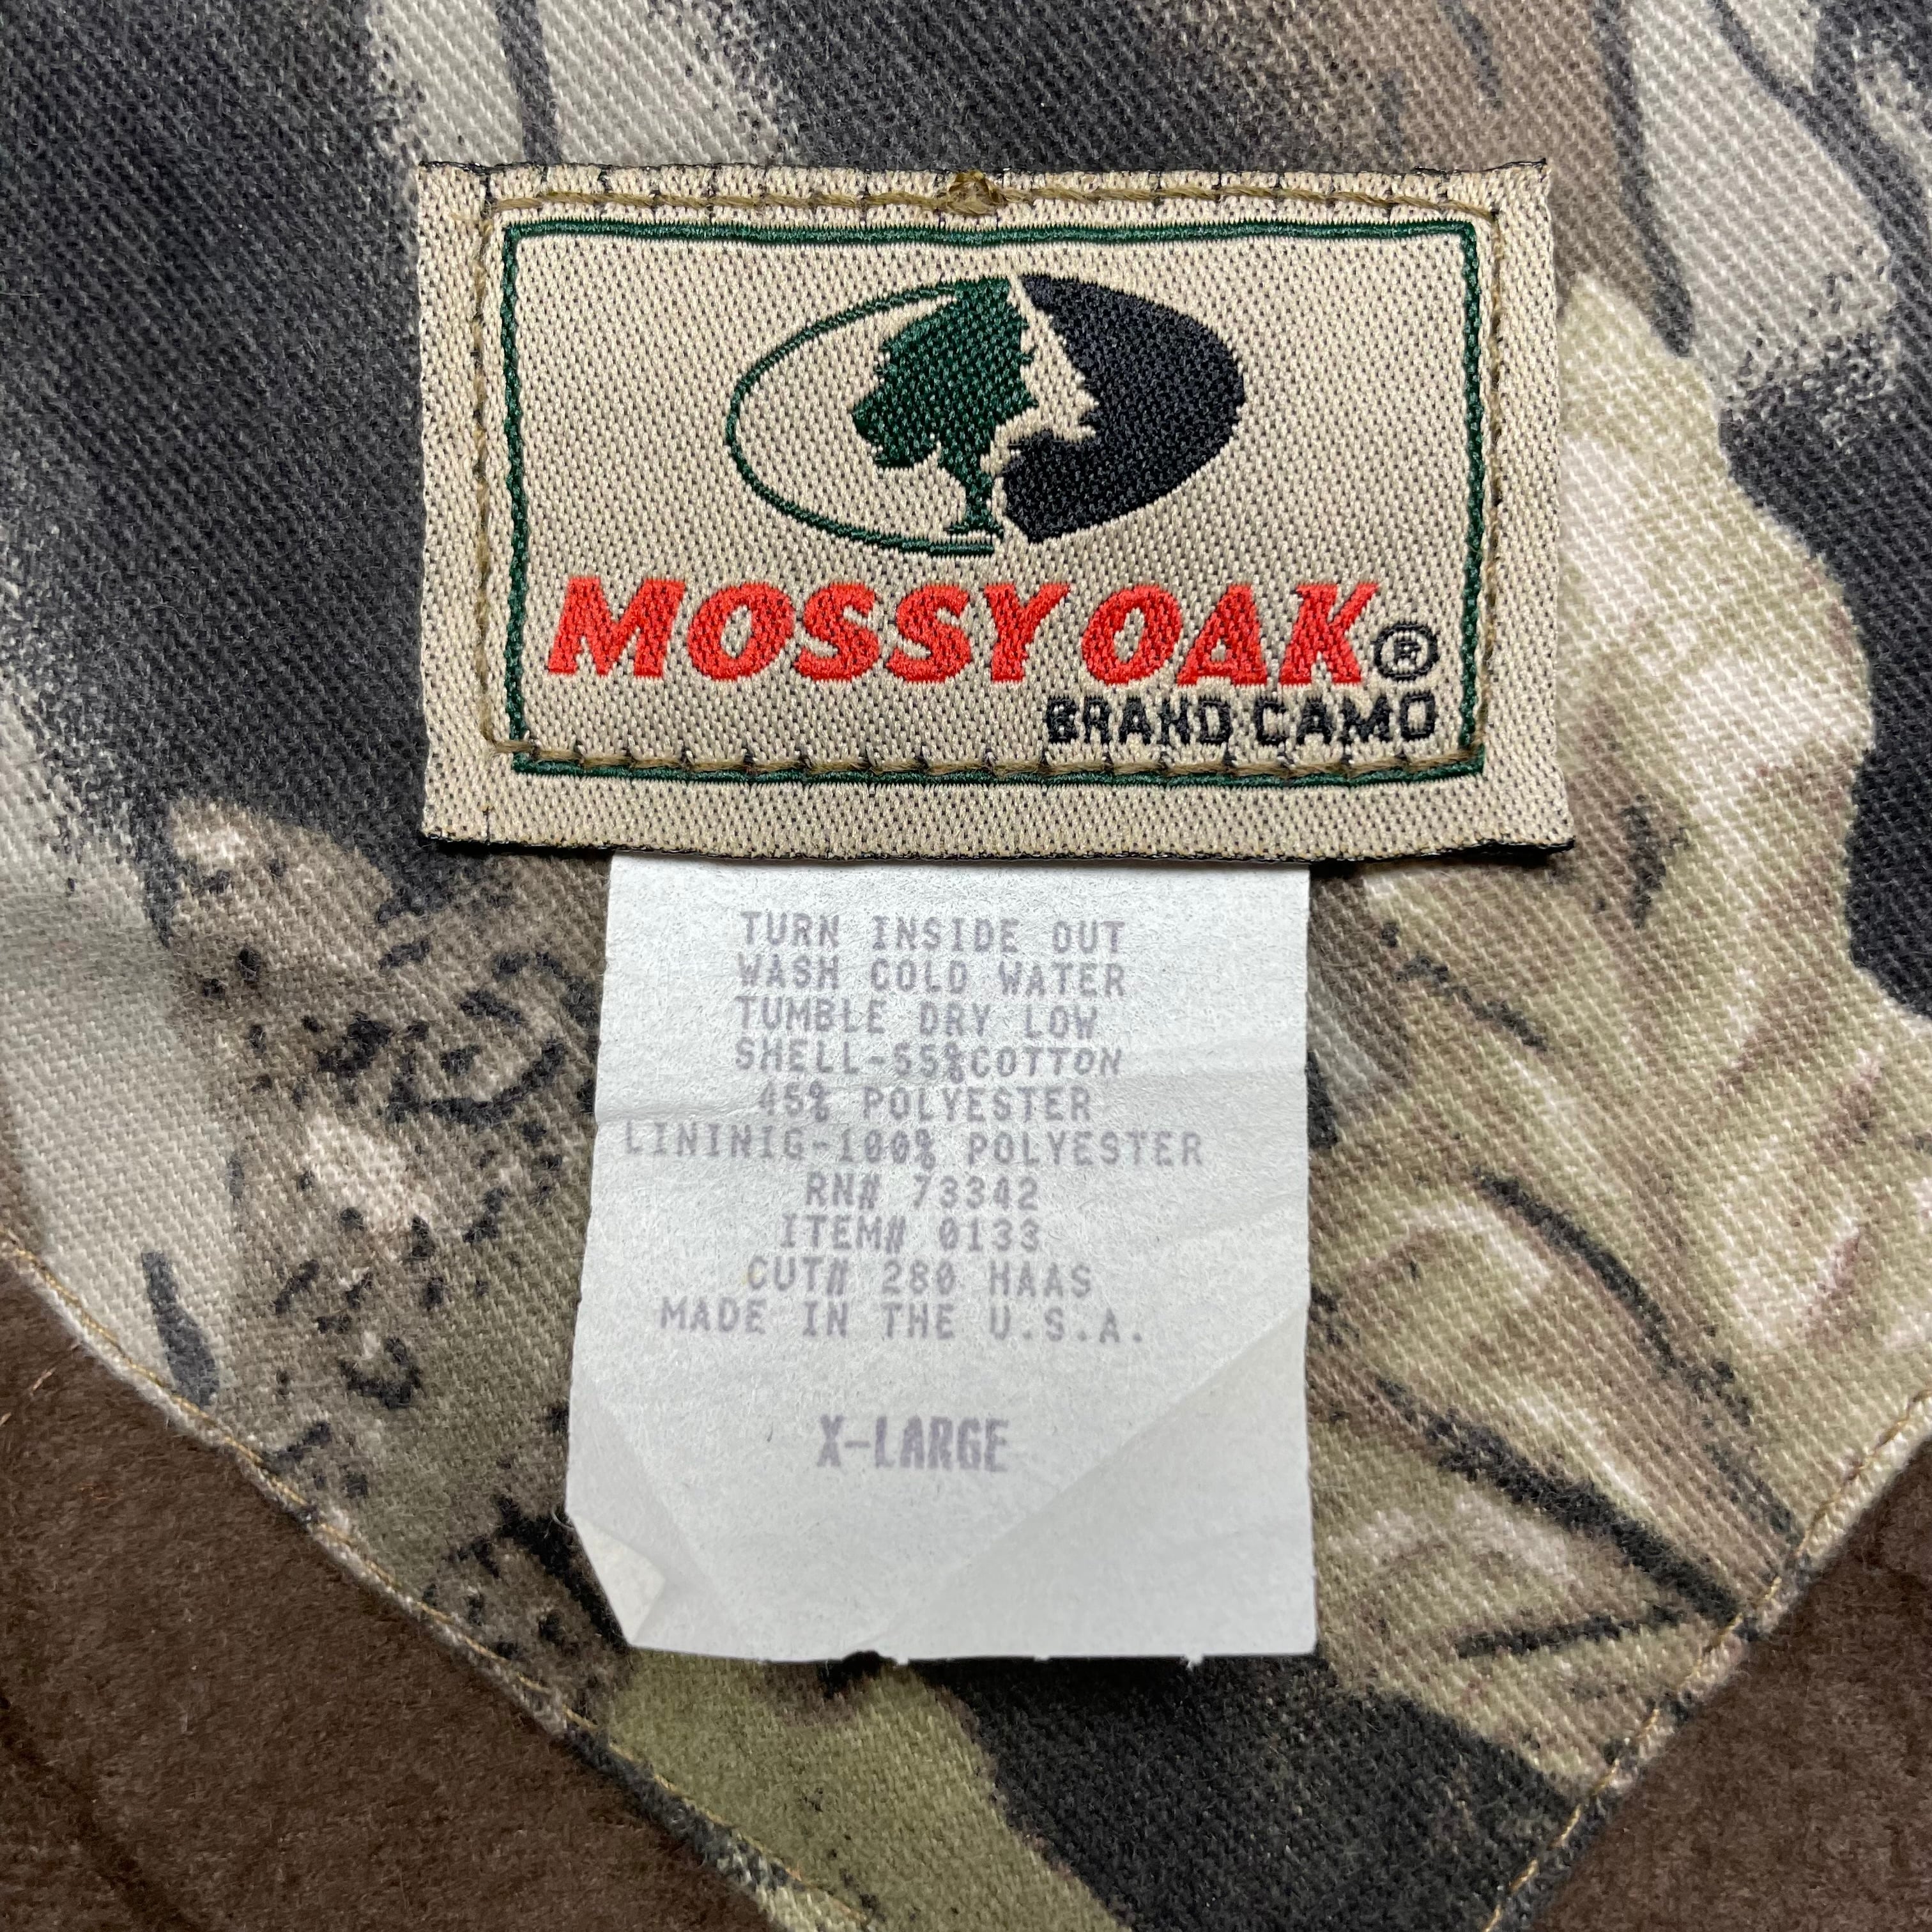 MOSSY OAK®
BRAND CAMO
TURN INSIDE OUT
WASH COLD WATER
TUMBLE DRY LOW
SHELL-55%COTTON
45% POLYESTER
LININIG-100% POLYESTER
RN# 73342
ITEM# 0133
CUT# 280 HAAS
MADE IN THE U.S.A.
X-LARGE